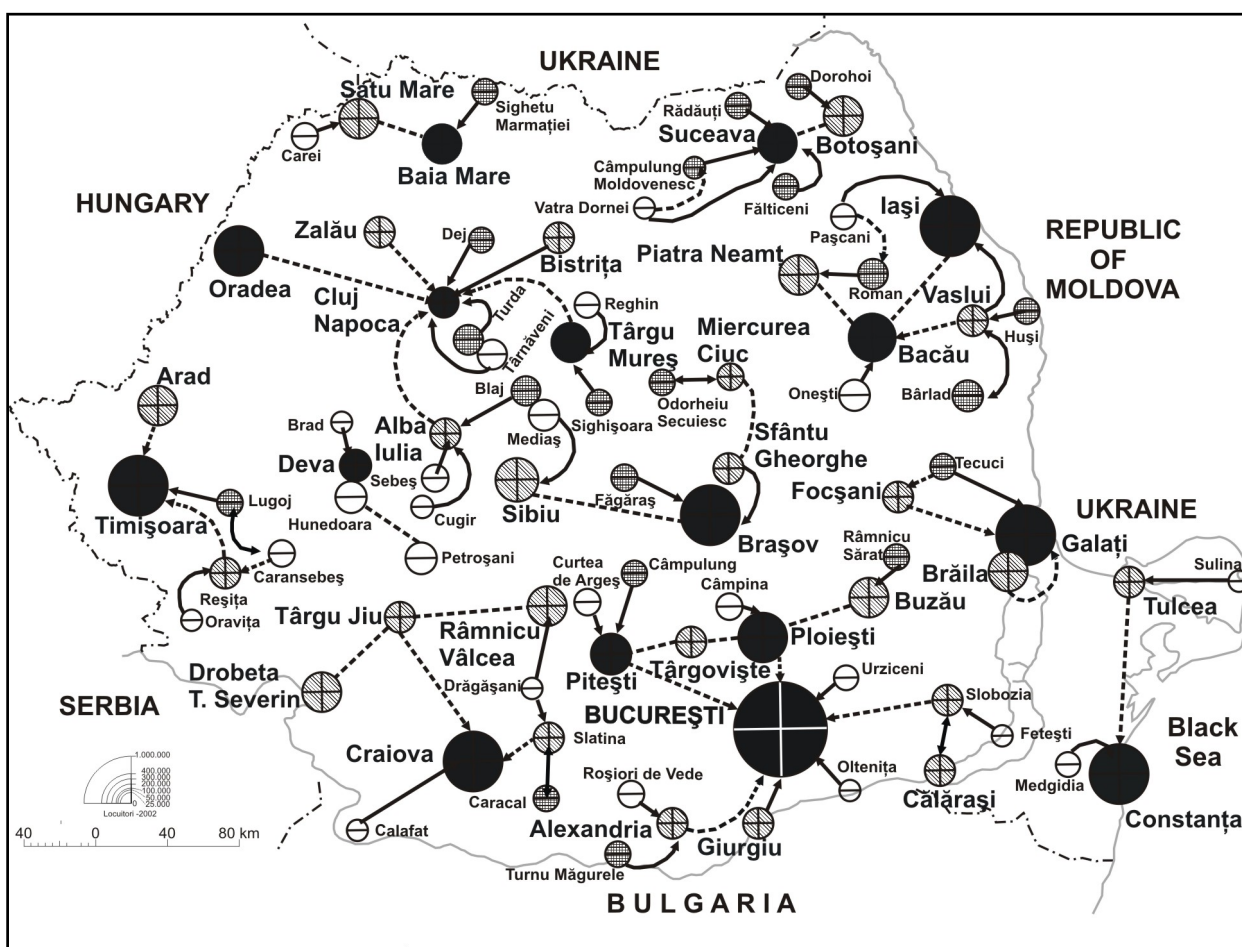 UKRAINE
Satu Mare
Sighetu
Marmației
Carei
Baia Mare
Dorohoi
Rădăuți
Suceava
Botoşani
Câmpulung
Moldovenesc
Vatra Dornei
Fălticeni
HUNGARY
Iaşi
Paşcani
REPUBLIC
OF
MOLDOVA
Zalău
Dej
Bistrița
Piatra Neamt
Roman
Vaslui
Huşi
Oradea
Cluj
Napoca
Turda
Târnăveni
Reghin
Târgu
Mureş
Miercurea
Ciuc
Bacău
Oneşti
Bârlad
Arad
Blaj
Mediaş
Sighişoara
Odorheiu
Secuiesc
Brad
Alba
Iulia
Deva
Sebeş
Sfântu
Gheorghe
Tecuci
Focşani
Timişoara
Lugoj
Hunedoara
Cugir
Sibiu
Făgăraş
Braşov
Galați
UKRAINE
Petroşani
Caransebeş
Reşița
Oravița
Curtea
de Argeş
Câmpulung
Câmpina
Râmnicu
Sărat
Brăila
Buzău
Sulina
Tulcea
Târgu Jiu
Râmnicu
Vâlcea
Piteşti
Târgovişte
Ploieşti
Drobeta
T. Severin
Drăgăşani
Urziceni
SERBIA
BUCUREŞTI
Slobozia
Feteşti
Black
Sea
Craiova
Slatina
Caracal
Roşiori de Vede
Oltenița
Călăraşi
Medgidia
Constanța
Calafat
Alexandria
Giurgiu
Turnu Măgurele
BULGARIA
1.000.000
400.000
300.000
200.000
100.000
50.000
25.000
0
Locuitori -2002
40 0 40 80 km